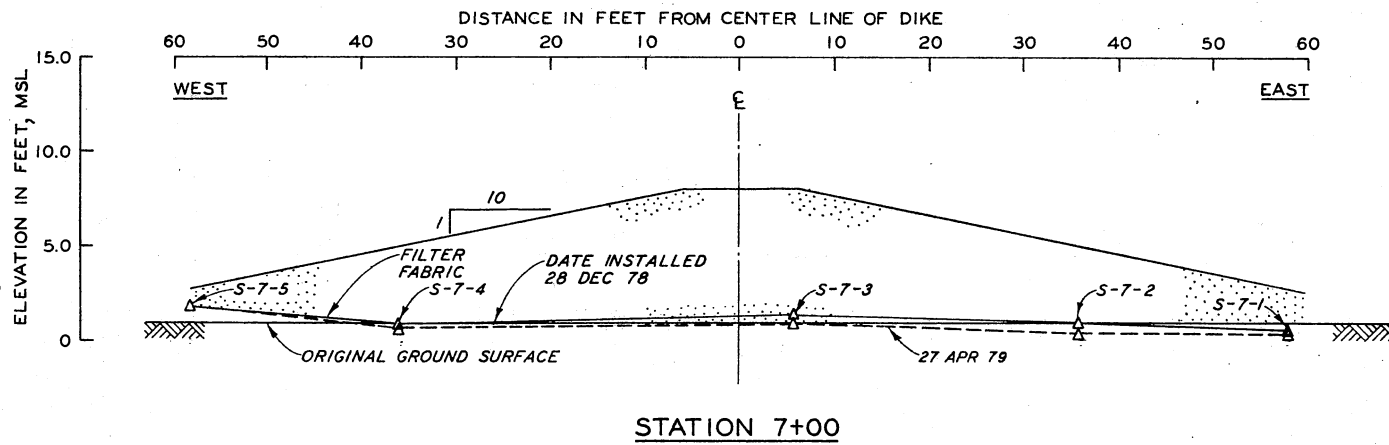 DISTANCE IN FEET FROM CENTER LINE OF DIKE
60 50 40 30 20 10 0 10 20 30 40 50 60
15.0
10.0
5.0
0
ELEVATION IN FEET, MSL
WEST
EAST
℄
10
1
FILTER
FABRIC
DATE INSTALLED
28 DEC 78
S-7-5
S-7-4
S-7-3
S-7-2
S-7-1
ORIGINAL GROUND SURFACE
27 APR 79
STATION 7+00